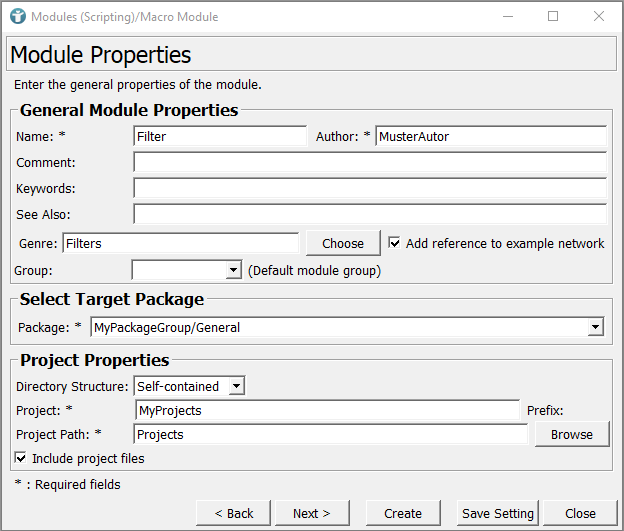 Modules (Scripting)/Macro Module
Module Properties
Enter the general properties of the module.
General Module Properties
Name: * Filter Author: * MusterAutor
Comment:
Keywords:
See Also:
Genre: Filters Choose Add reference to example network
Group: (Default module group)
Select Target Package
Package: * MyPackageGroup/General
Project Properties
Directory Structure: Self-contained
Project: * MyProjects Prefix:
Project Path: * Projects Browse
Include project files
* : Required fields
< Back Next > Create Save Setting Close